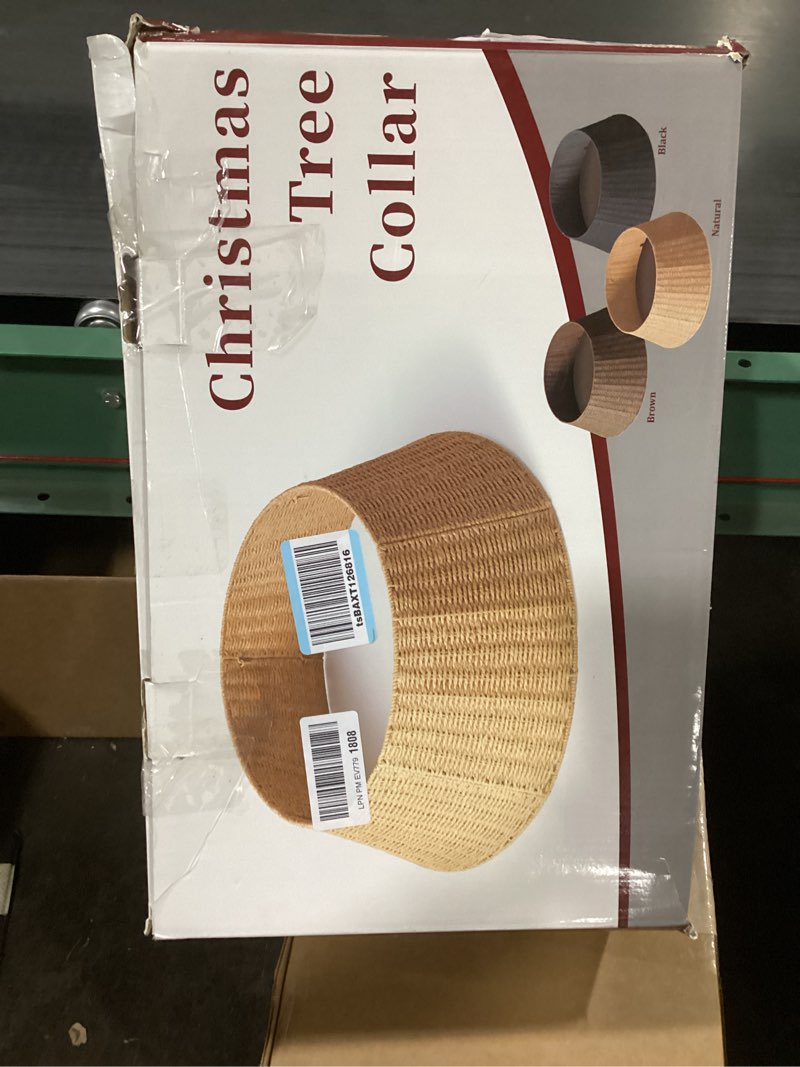 Christmas
Tree
Collar
Black
Natural
Brown
tsBAXT126816
LPN PM EV779 1808